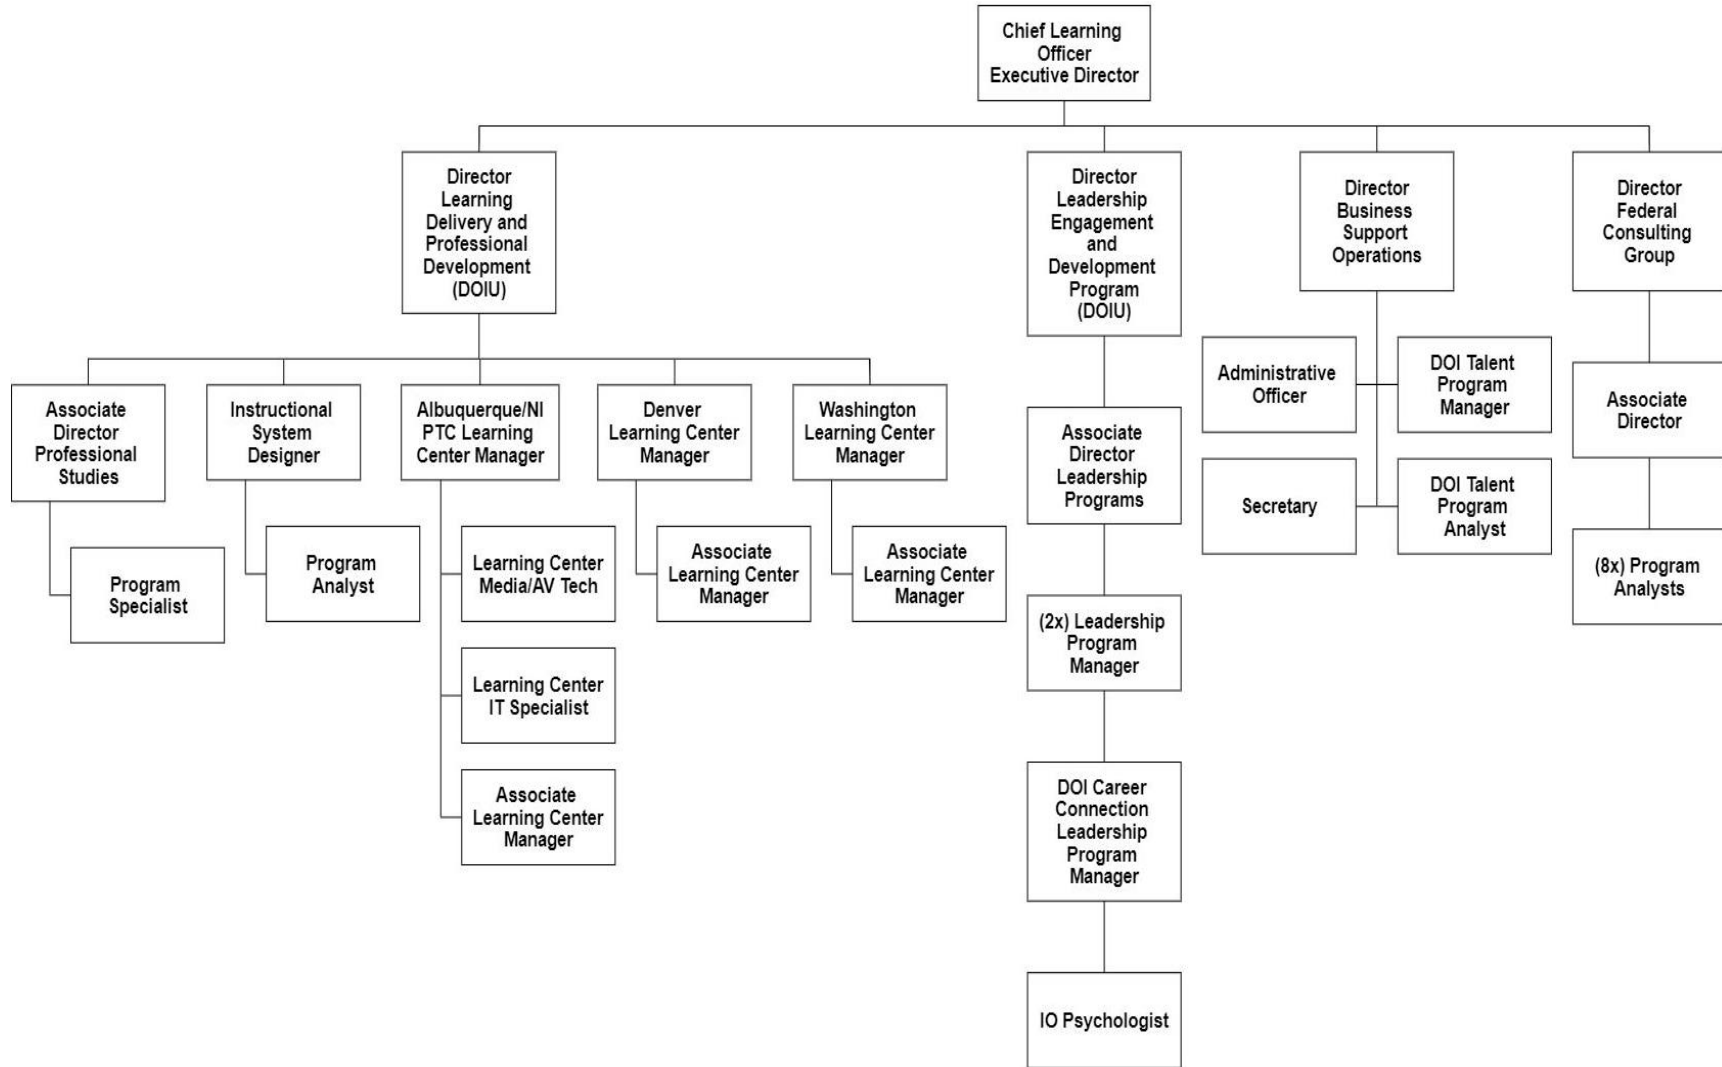 Chief Learning
Officer
Executive Director
Director
Learning
Delivery and
Professional
Development
(DOIU)
Director
Leadership
Engagement
and
Development
Program
(DOIU)
Director
Business
Support
Operations
Director
Federal
Consulting
Group
Associate
Director
Professional
Studies
Instructional
System
Designer
Albuquerque/NI
PTC Learning
Center Manager
Denver
Learning Center
Manager
Washington
Learning Center
Manager
Program
Specialist
Program
Analyst
Learning Center
Media/AV Tech
Learning Center
IT Specialist
Associate
Learning Center
Manager
Associate
Learning Center
Manager
Associate
Learning Center
Manager
Associate
Director
Leadership
Programs
(2x) Leadership
Program
Manager
DOI Career
Connection
Leadership
Program
Manager
IO Psychologist
Administrative
Officer
DOI Talent
Program
Manager
Secretary
DOI Talent
Program
Analyst
Associate
Director
(8x) Program
Analysts